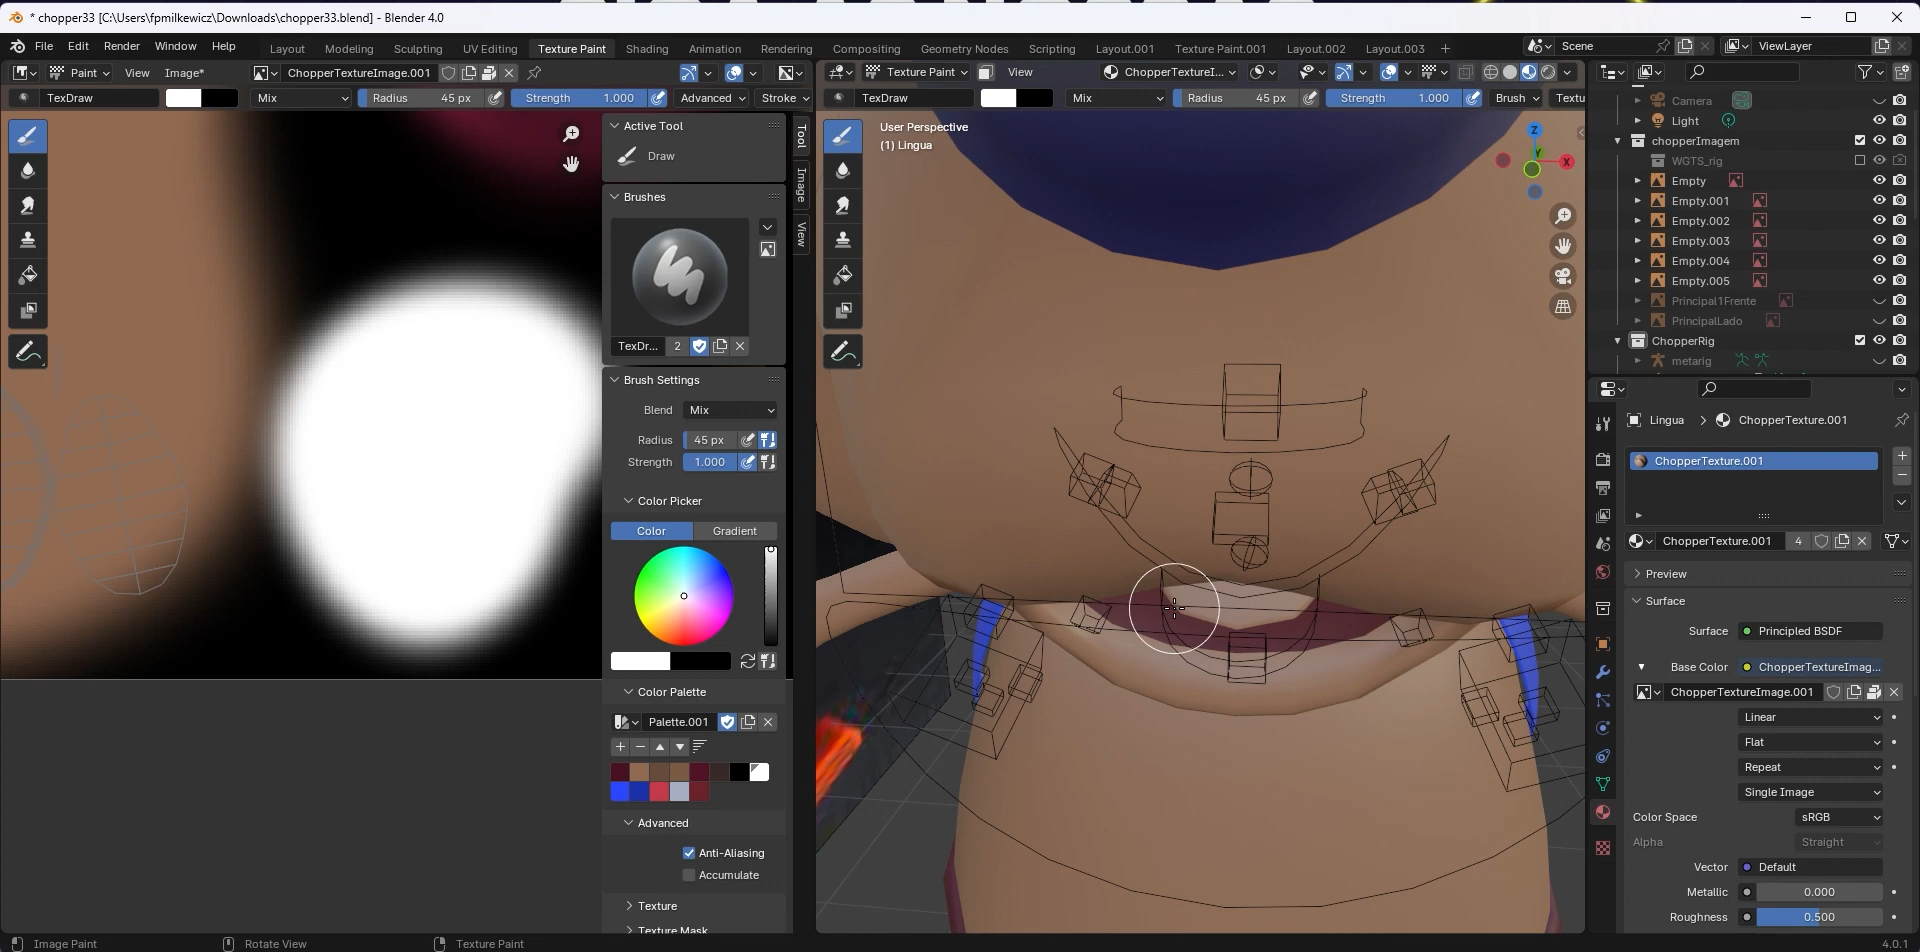 * chopper33 [C:\Users\fpmilkewicz\Downloads\chopper33.blend] - Blender 4.0
File Edit Render Window Help Layout Modeling Sculpting UV Editing Texture Paint Shading Animation Rendering Compositing Geometry Nodes Scripting Layout.001 Texture Paint.001 Layout.002 Layout.003 + Scene ViewLayer
Paint View Image* ChopperTextureImage.001 Texture Paint View ChopperTextureI...
TexDraw Mix Radius 45 px Strength 1.000 Advanced Stroke TexDraw Mix Radius 45 px Strength 1.000 Brush Textu
Active Tool
Draw
Tool
Image
View
Brushes
TexDr... 2
Brush Settings
Blend Mix
Radius 45 px
Strength 1.000
Color Picker
Color Gradient
Color Palette
Palette.001
Advanced
Anti-Aliasing
Accumulate
Texture
Texture Mask
User Perspective
(1) Lingua
Z
Y
X
Camera
Light
chopperImagem
WGTS_rig
Empty
Empty.001
Empty.002
Empty.003
Empty.004
Empty.005
Principal1Frente
PrincipalLado
ChopperRig
metarig
Lingua > ChopperTexture.001
ChopperTexture.001
ChopperTexture.001 4
Preview
Surface
Surface Principled BSDF
Base Color ChopperTextureImag...
ChopperTextureImage.001
Linear
Flat
Repeat
Single Image
Color Space sRGB
Alpha Straight
Vector Default
Metallic 0.000
Roughness 0.500
Image Paint Rotate View Texture Paint 4.0.1